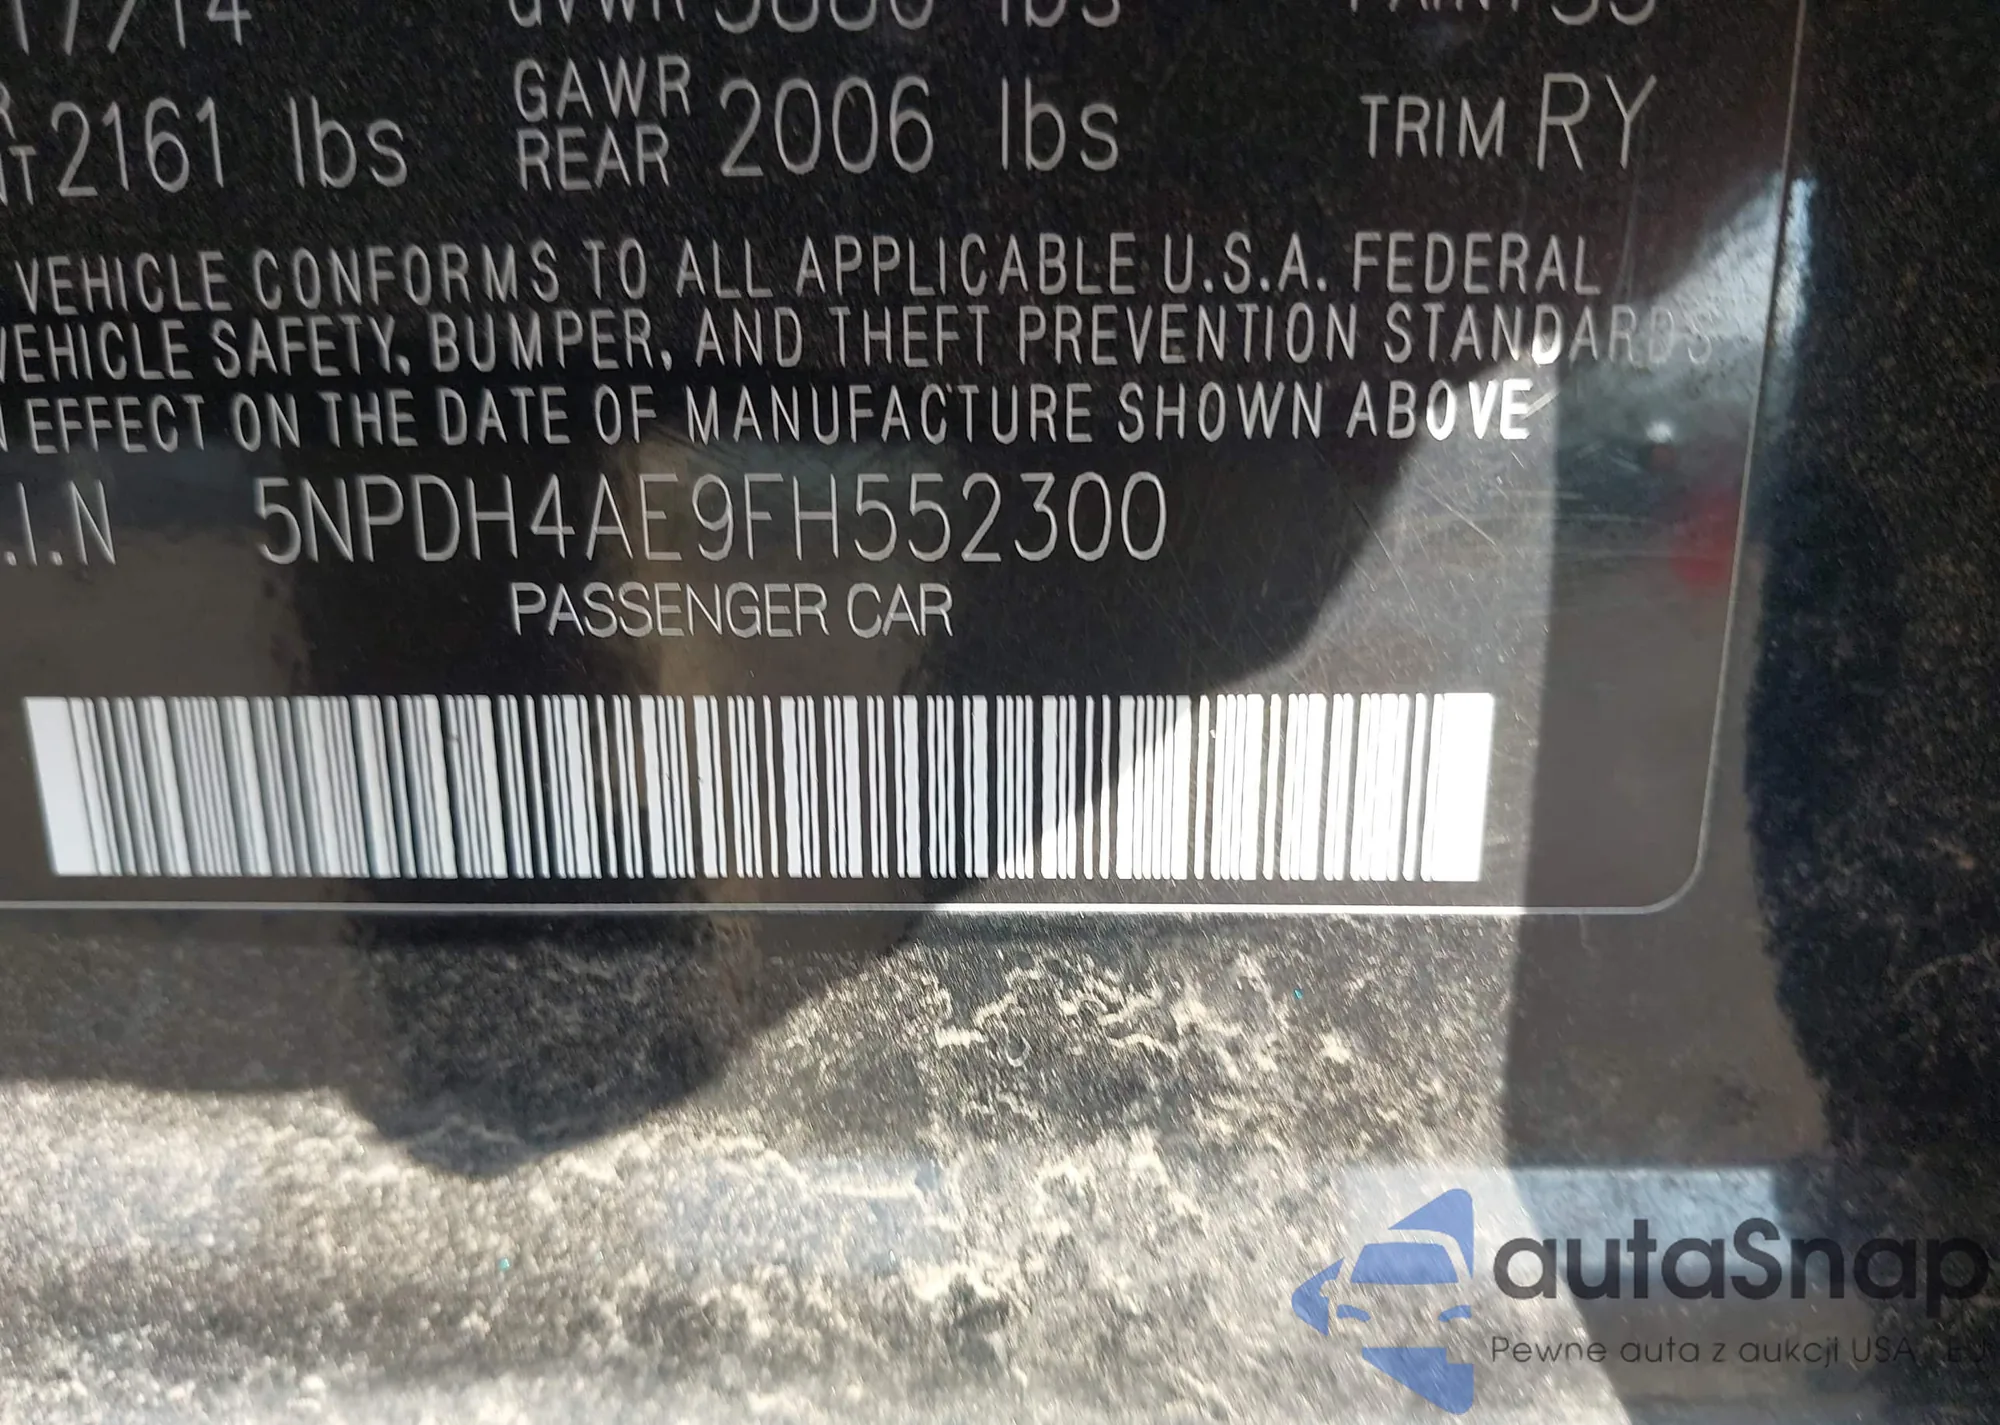 GAWR REAR 2006 lbs TRIM RY
2161 lbs
VEHICLE CONFORMS TO ALL APPLICABLE U.S.A. FEDERAL
VEHICLE SAFETY, BUMPER, AND THEFT PREVENTION STANDARDS
EFFECT ON THE DATE OF MANUFACTURE SHOWN ABOVE
.I.N 5NPDH4AE9FH552300
PASSENGER CAR
autaSnap
Pewne auta z aukcji USA